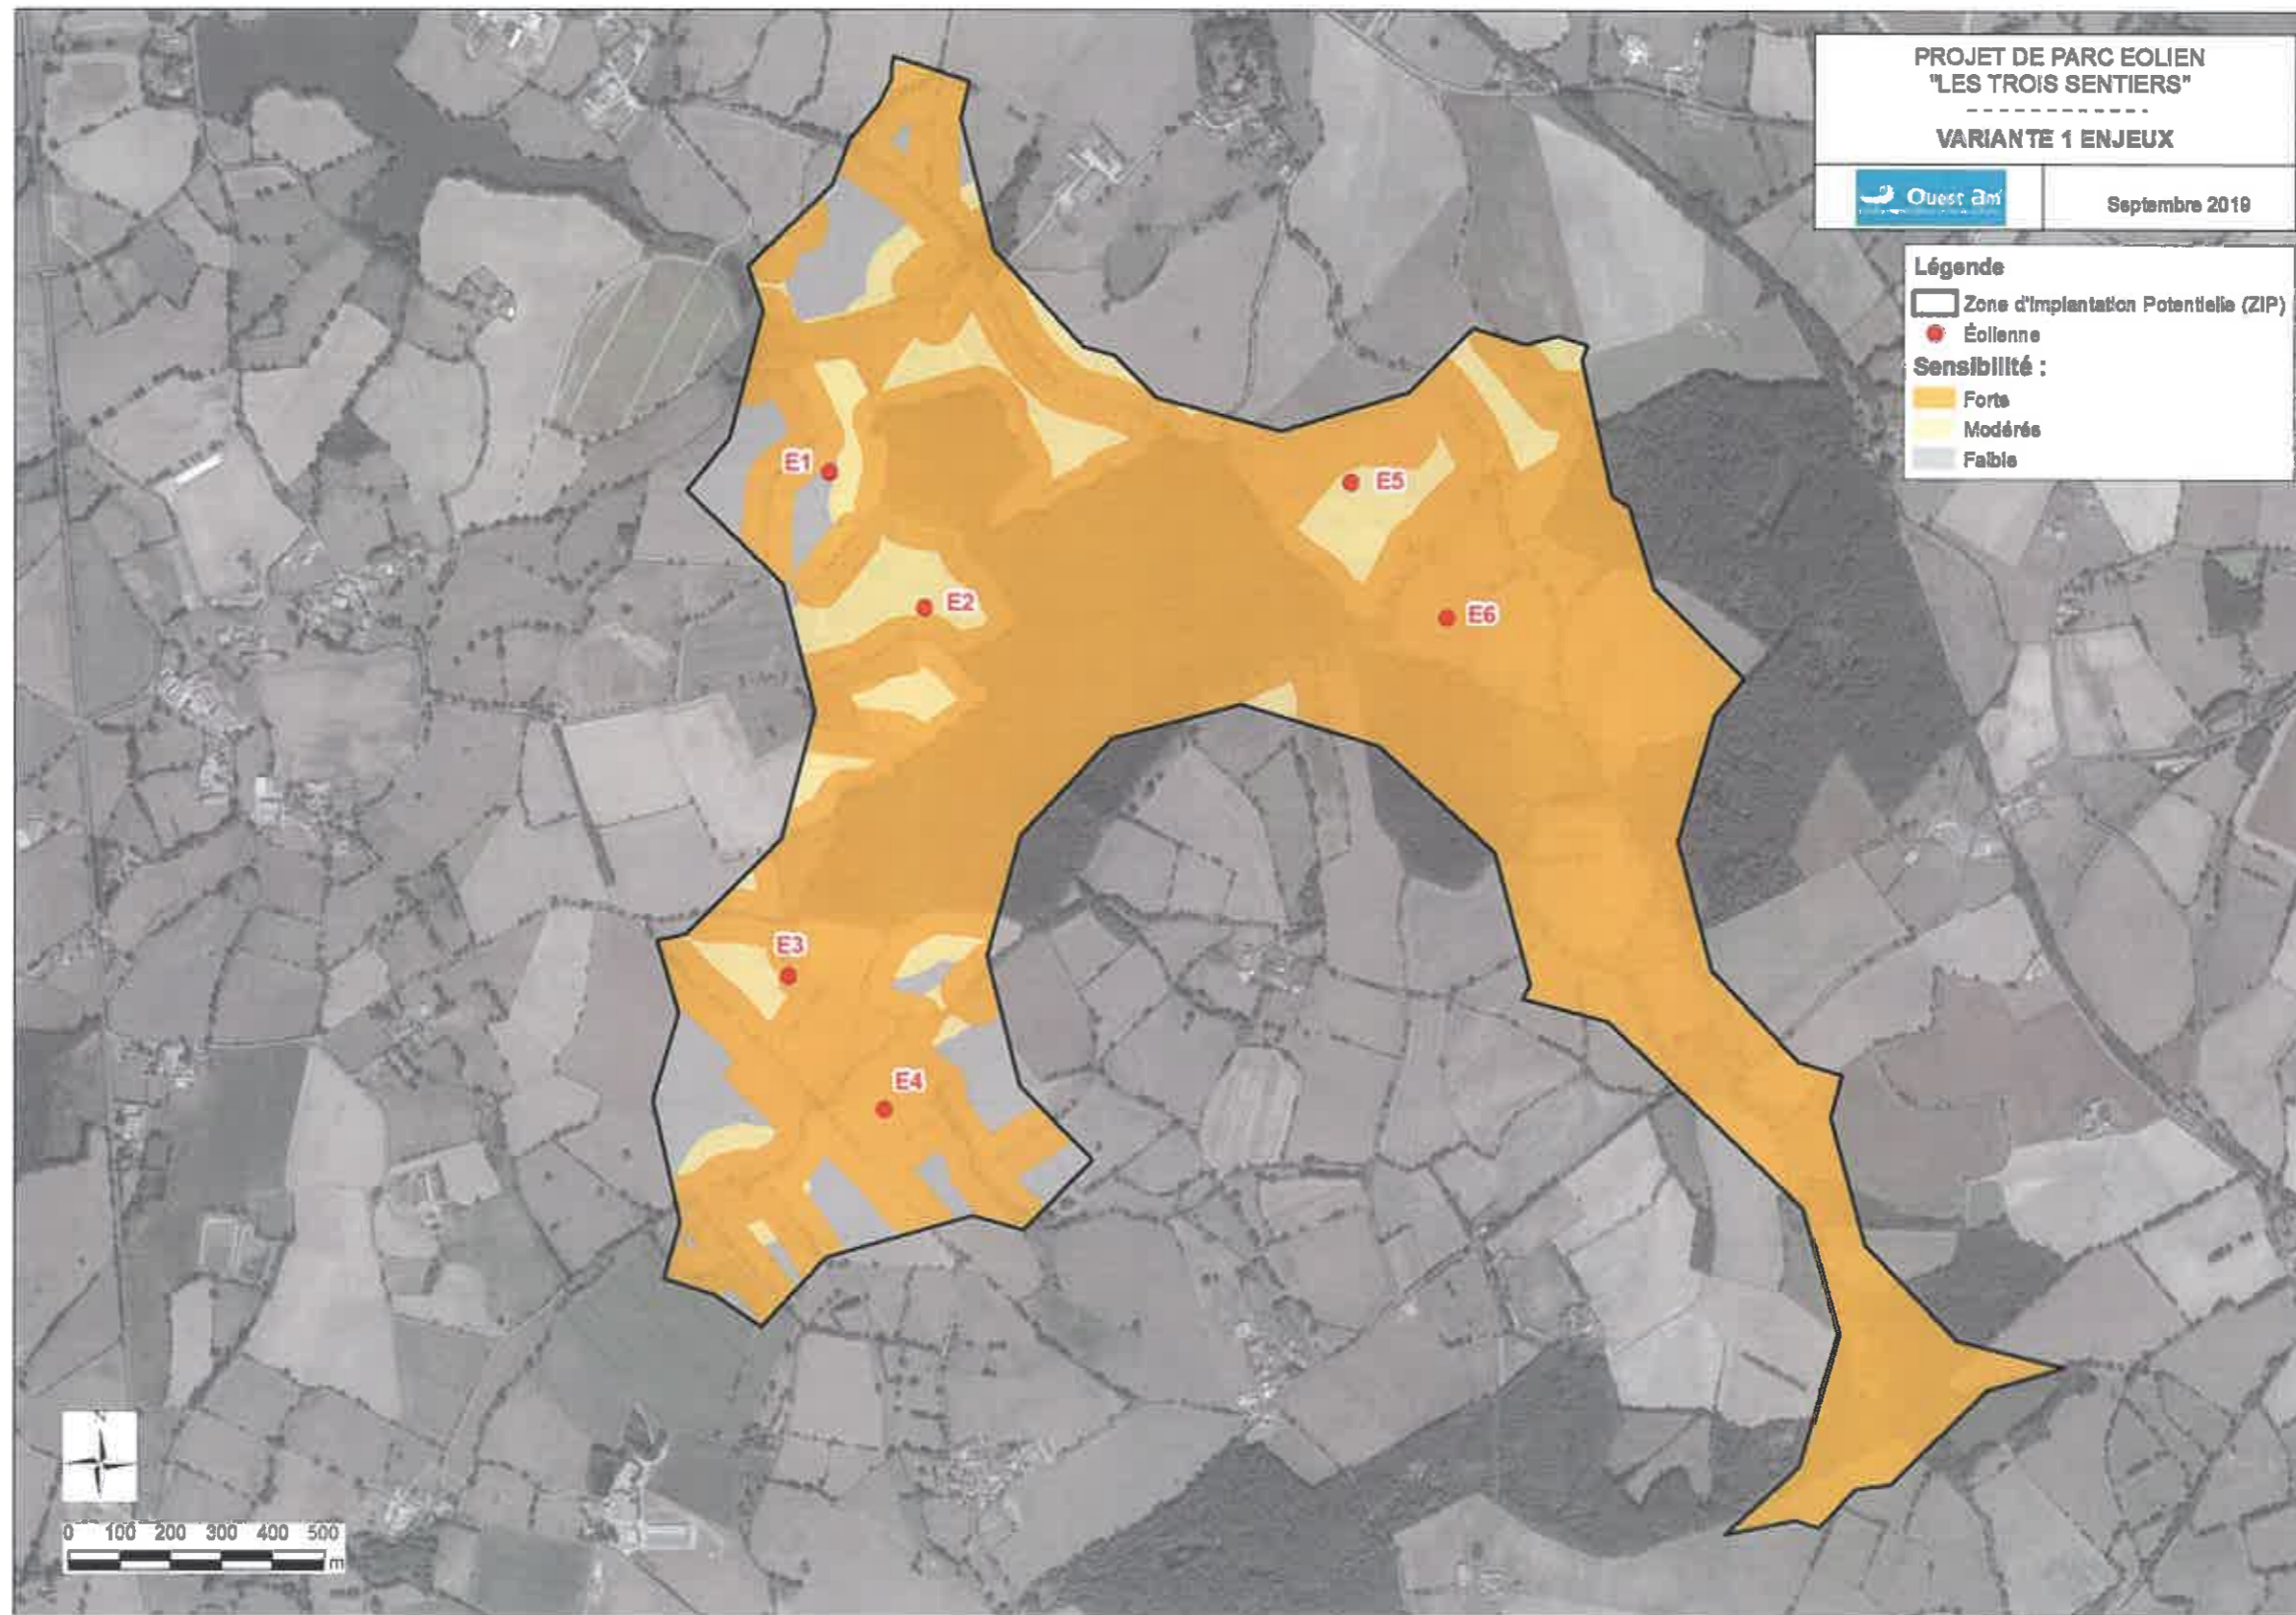 PROJET DE PARC EOLIEN
"LES TROIS SENTIERS"
VARIANTE 1 ENJEUX
Ouest am'
Septembre 2019
Légende
Zone d'Implantation Potentielle (ZIP)
Éolienne
Sensibilité :
Forte
Modérée
Faible
E1
E5
E2
E6
E3
E4
N
0 100 200 300 400 500
m